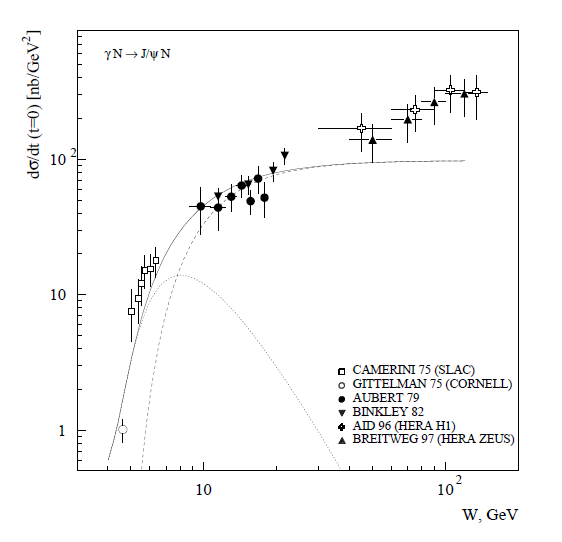 dσ/dt (t=0) [nb/GeV²]
γ N → J/ψ N
10²
10
1
CAMERINI 75 (SLAC)
GITTELMAN 75 (CORNELL)
AUBERT 79
BINKLEY 82
AID 96 (HERA H1)
BREITWEG 97 (HERA ZEUS)
10 10²
W, GeV